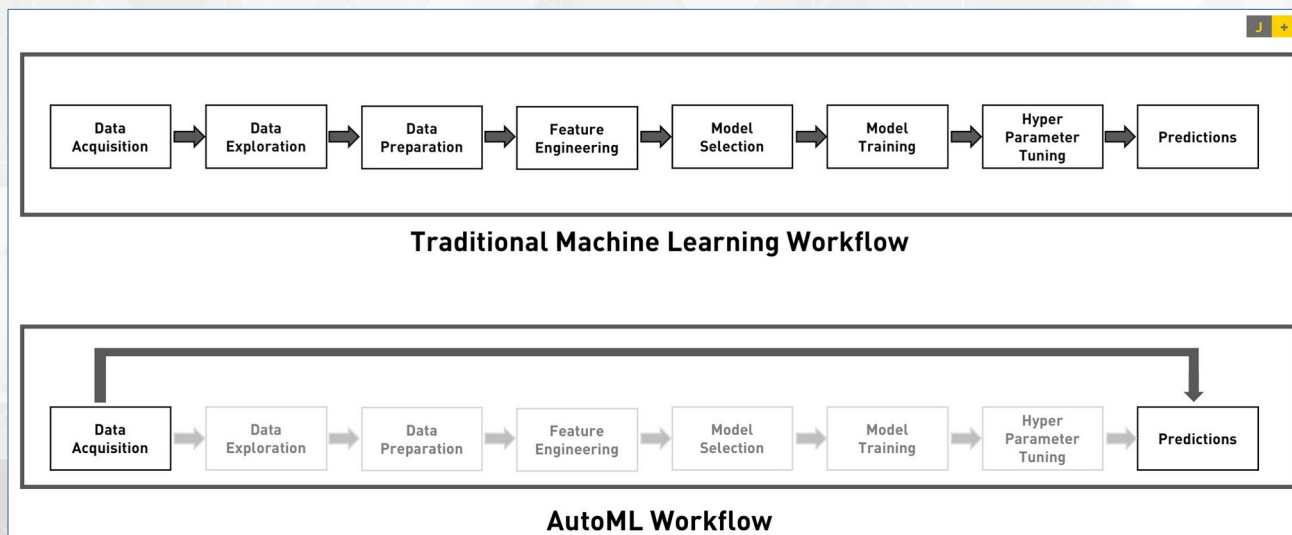 J +
Data
Acquisition
Data
Exploration
Data
Preparation
Feature
Engineering
Model
Selection
Model
Training
Hyper
Parameter
Tuning
Predictions
Traditional Machine Learning Workflow
Data
Acquisition
Data
Exploration
Data
Preparation
Feature
Engineering
Model
Selection
Model
Training
Hyper
Parameter
Tuning
Predictions
AutoML Workflow